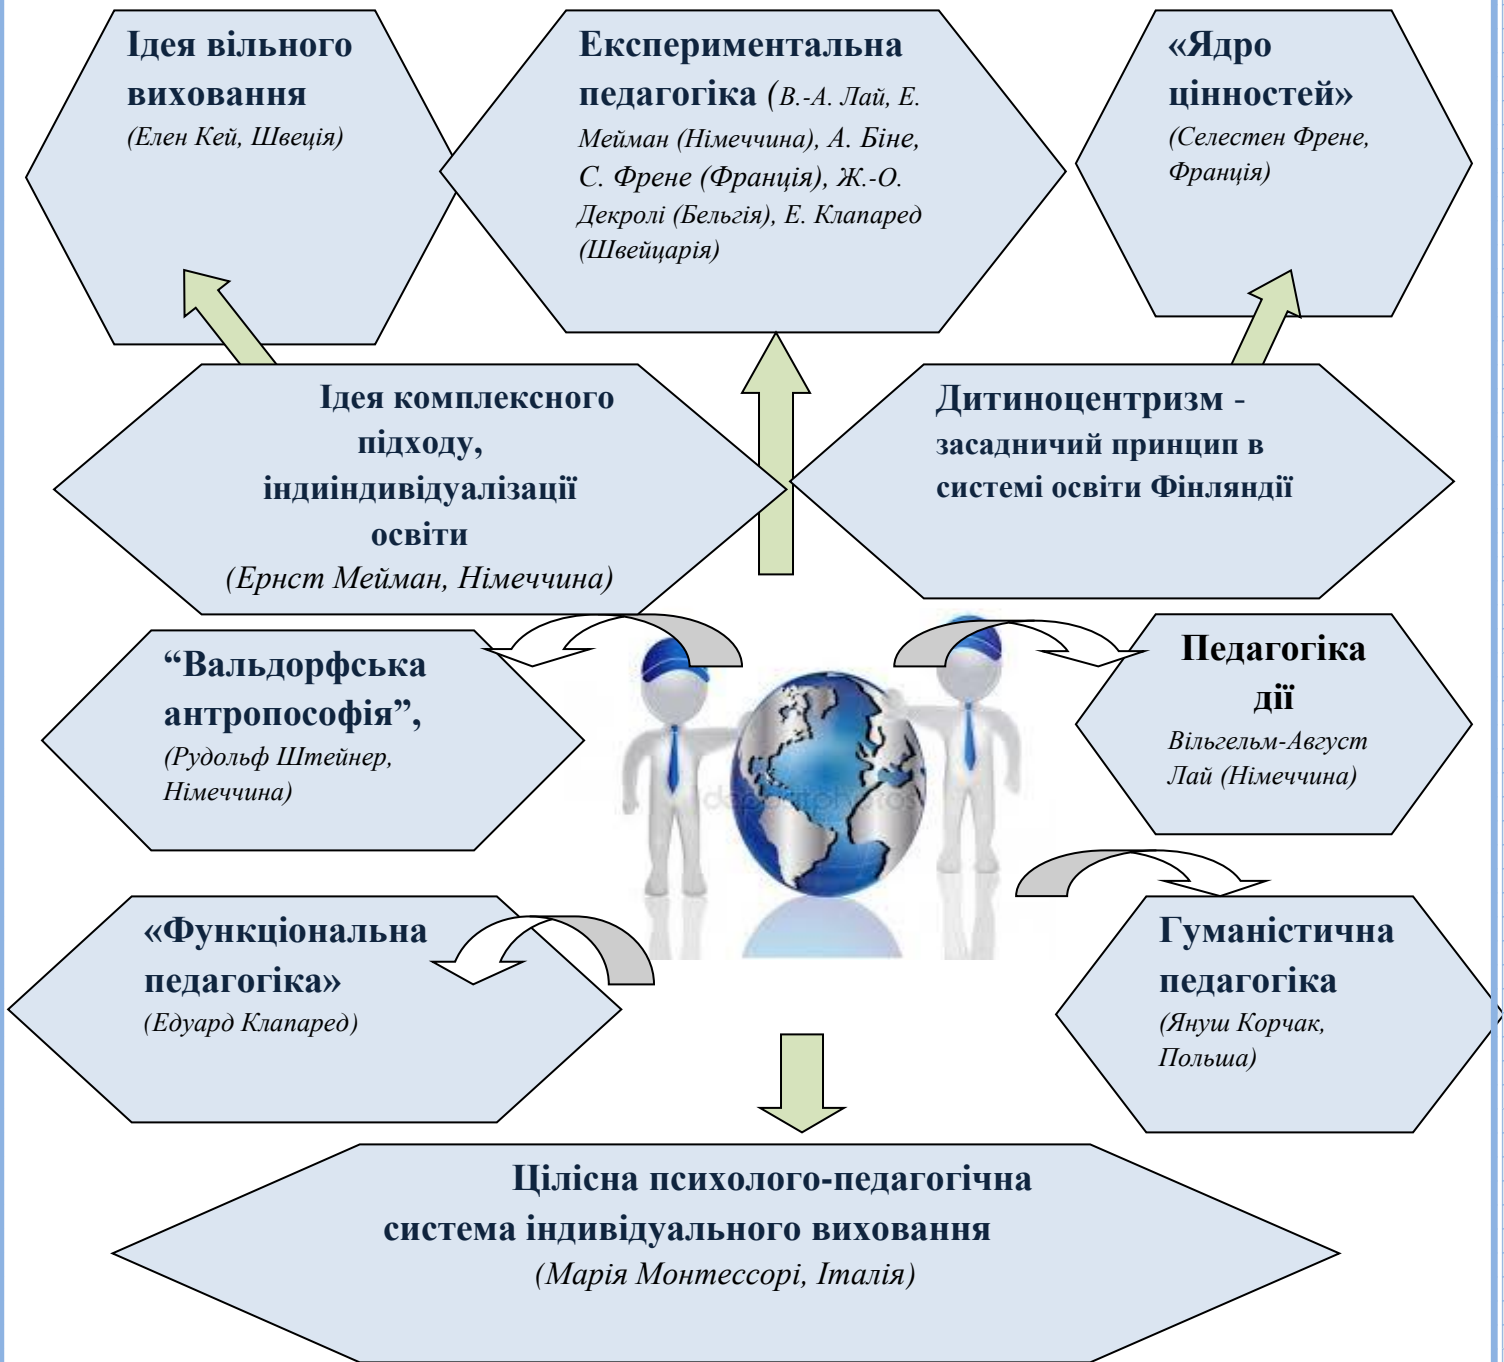 Ідея вільного
виховання
(Елен Кей, Швеція)
Експериментальна
педагогіка (В.-А. Лай, Е.
Мейман (Німеччина), А. Біне,
С. Френе (Франція), Ж.-О.
Декролі (Бельгія), Е. Клапаред
(Швейцарія)
«Ядро
цінностей»
(Селестен Френе,
Франція)
Ідея комплексного
підходу,
індиіндивідуалізації
освіти
(Ернст Мейман, Німеччина)
Дитиноцентризм -
засадничий принцип в
системі освіти Фінляндії
“Вальдорфська
антропософія”,
(Рудольф Штейнер,
Німеччина)
Педагогіка
дії
Вільгельм-Август
Лай (Німеччина)
depositphotos
«Функціональна
педагогіка»
(Едуард Клапаред)
Гуманістична
педагогіка
(Януш Корчак,
Польша)
Цілісна психолого-педагогічна
система індивідуального виховання
(Марія Монтессорі, Італія)